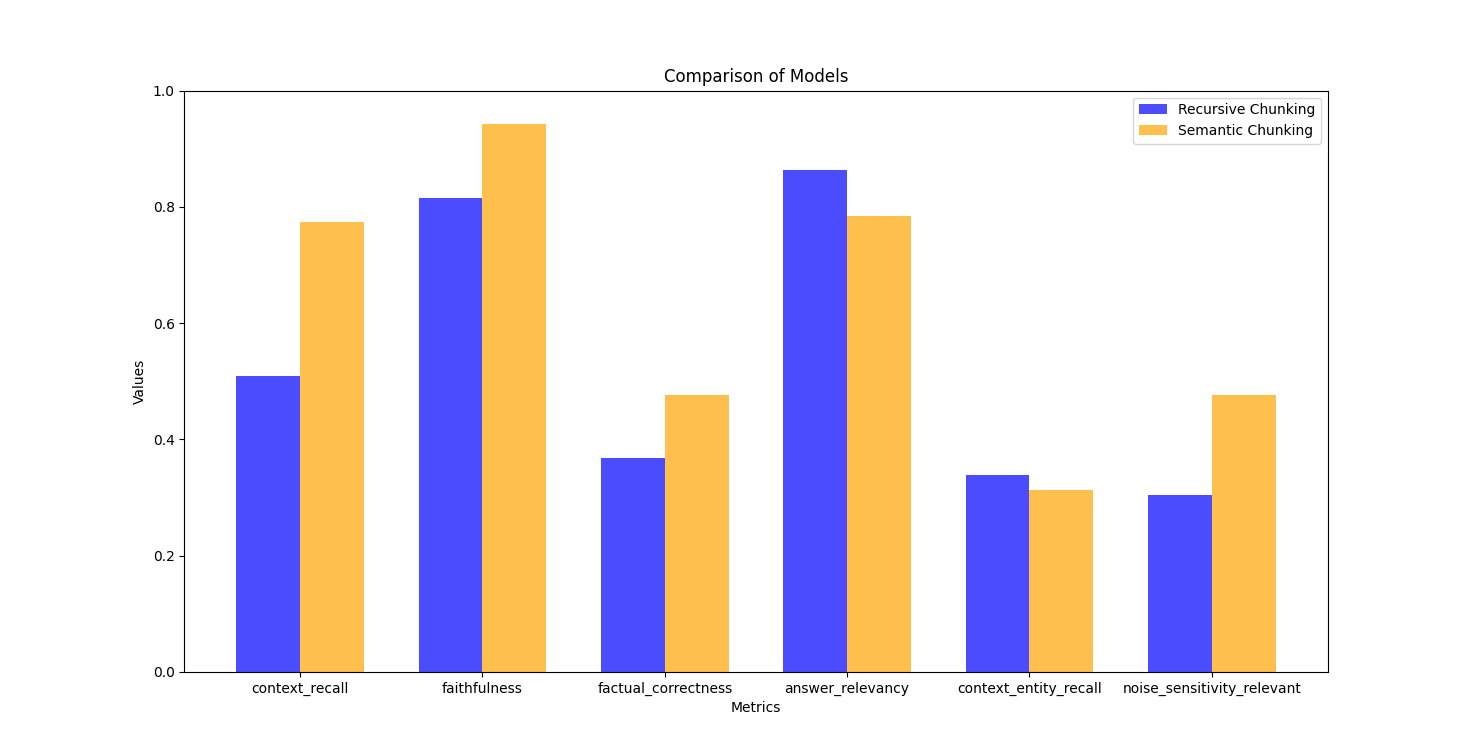 Comparison of Models
Recursive Chunking
Semantic Chunking
1.0
0.8
0.6
0.4
0.2
0.0
Values
context_recall
faithfulness
factual_correctness
answer_relevancy
context_entity_recall
noise_sensitivity_relevant
Metrics